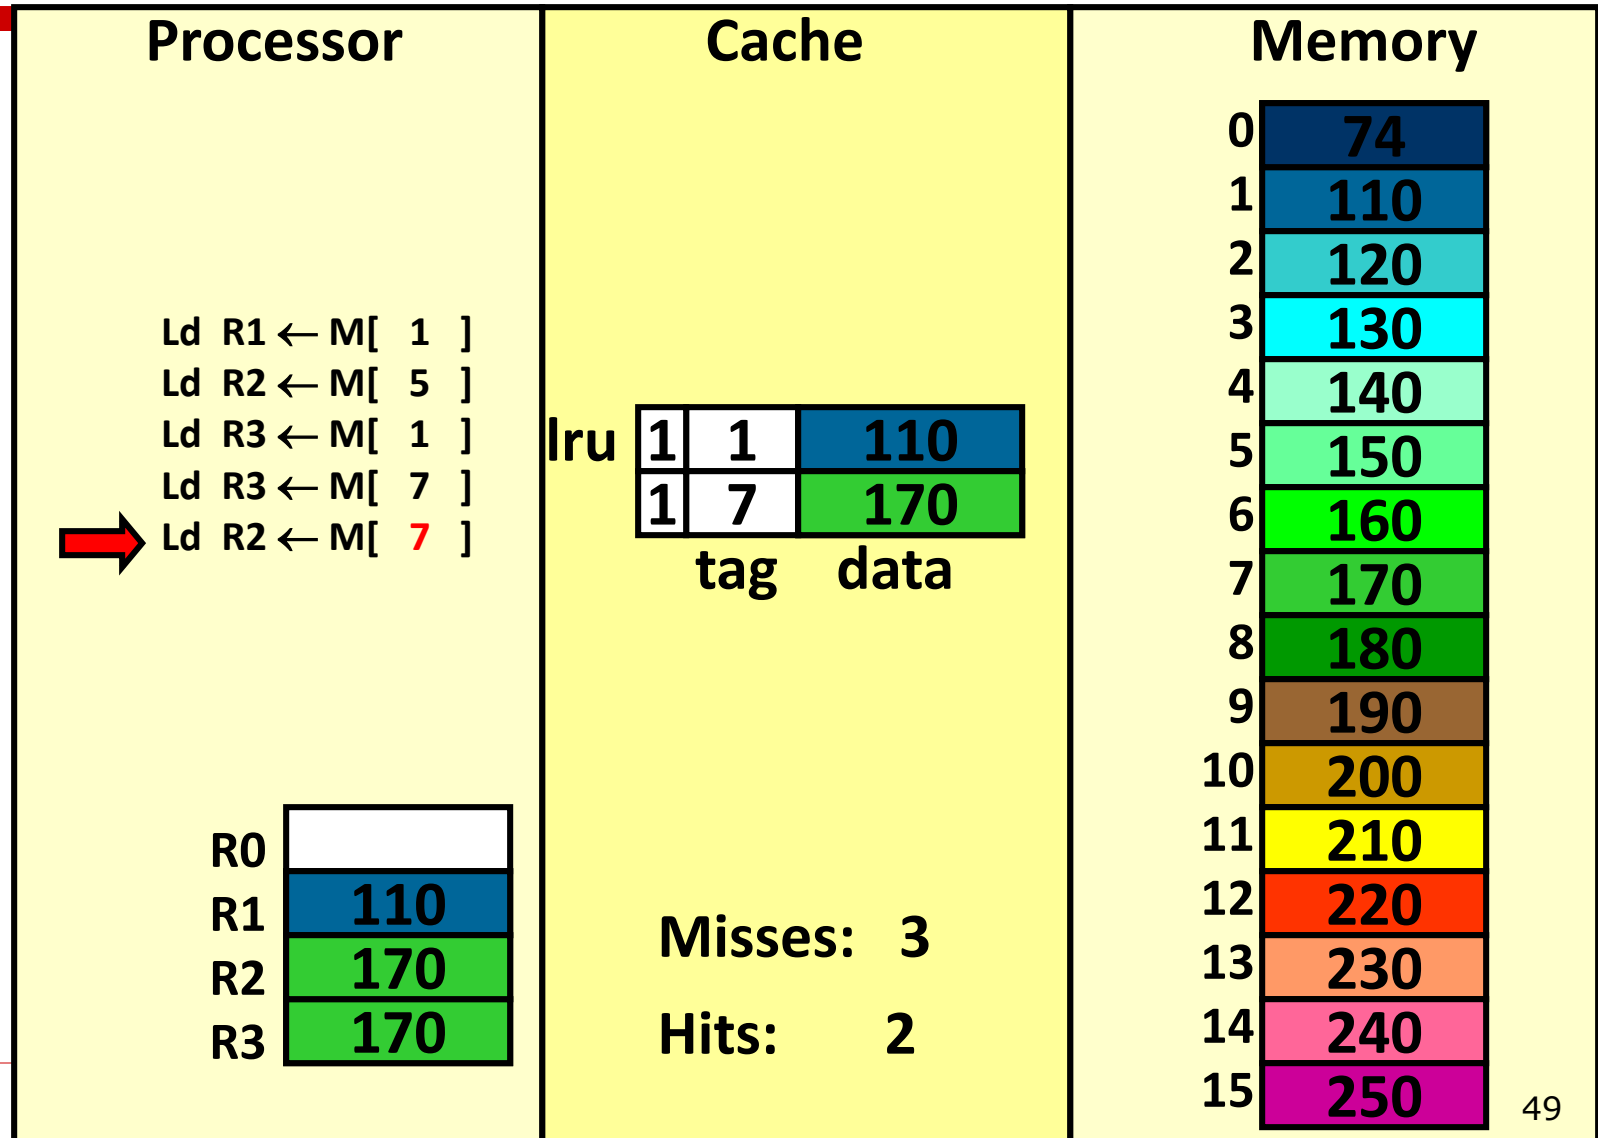 Processor
Ld R1 ← M[ 1 ]
Ld R2 ← M[ 5 ]
Ld R3 ← M[ 1 ]
Ld R3 ← M[ 7 ]
Ld R2 ← M[ 7 ]
R0
R1 110
R2 170
R3 170
Cache
lru 1 1 110
1 7 170
tag data
Misses: 3
Hits: 2
Memory
0 74
1 110
2 120
3 130
4 140
5 150
6 160
7 170
8 180
9 190
10 200
11 210
12 220
13 230
14 240
15 250
49